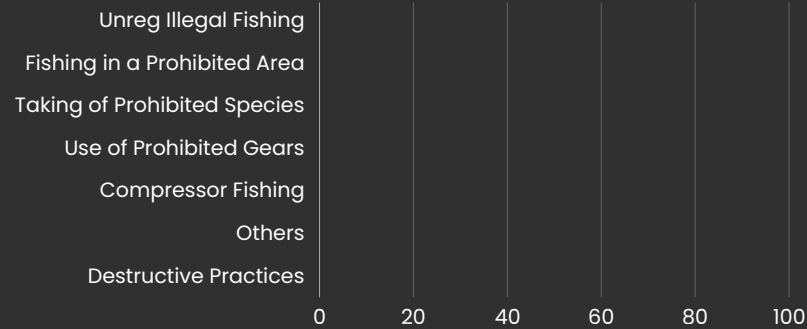 Unreg Illegal Fishing
Fishing in a Prohibited Area
Taking of Prohibited Species
Use of Prohibited Gears
Compressor Fishing
Others
Destructive Practices
0 20 40 60 80 100